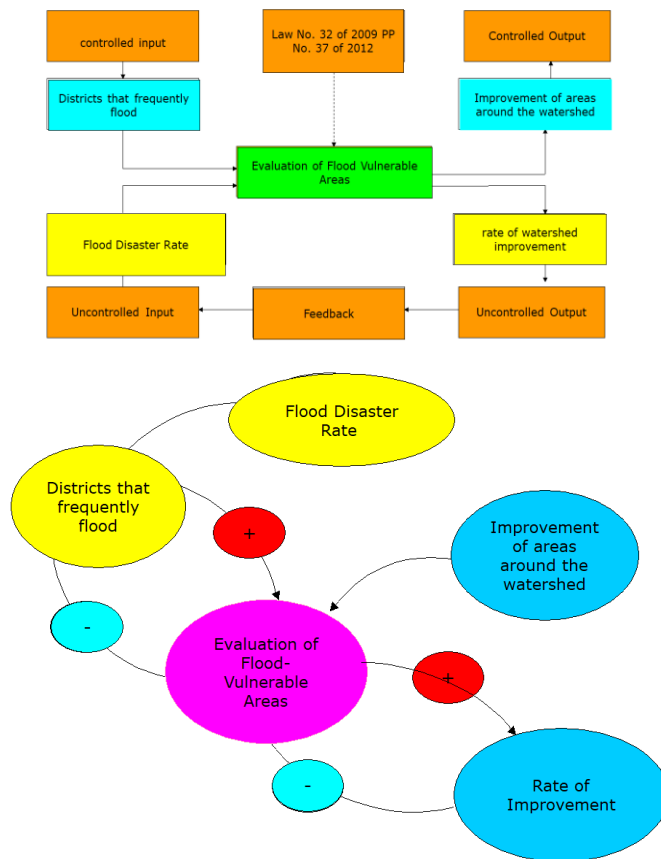 controlled input
Law No. 32 of 2009 PP
No. 37 of 2012
Controlled Output
Districts that frequently
flood
Improvement of areas
around the watershed
Evaluation of Flood Vulnerable
Areas
Flood Disaster Rate
rate of watershed
improvement
Uncontrolled Input
Feedback
Uncontrolled Output
Flood Disaster
Rate
Districts that
frequently
flood
+
Improvement
of areas
around the
watershed
-
Evaluation of
Flood-
Vulnerable
Areas
+
-
Rate of
Improvement